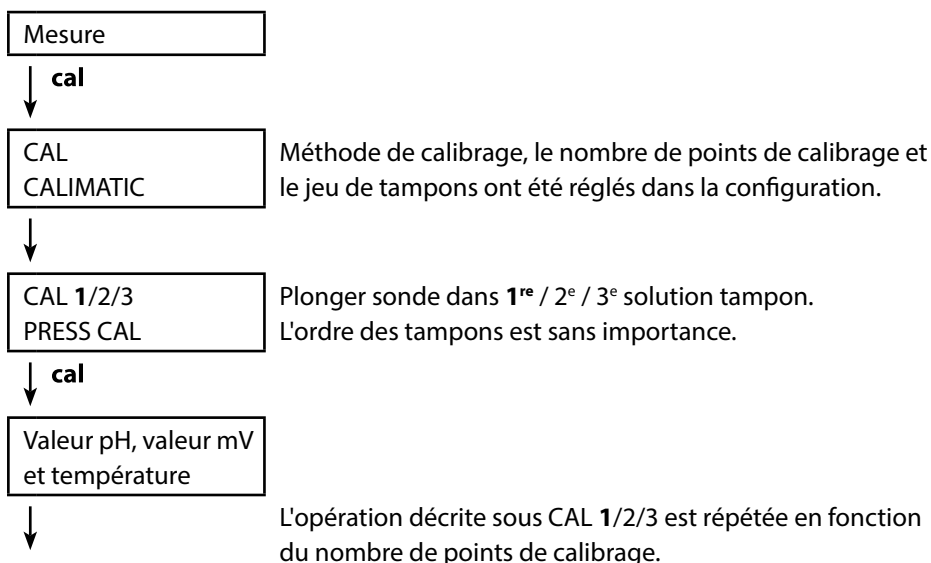 Mesure
cal
CAL
CALIMATIC
Méthode de calibrage, le nombre de points de calibrage et
le jeu de tampons ont été réglés dans la configuration.
CAL 1/2/3
PRESS CAL
Plonger sonde dans 1re / 2e / 3e solution tampon.
L'ordre des tampons est sans importance.
cal
Valeur pH, valeur mV
et température
L'opération décrite sous CAL 1/2/3 est répétée en fonction
du nombre de points de calibrage.